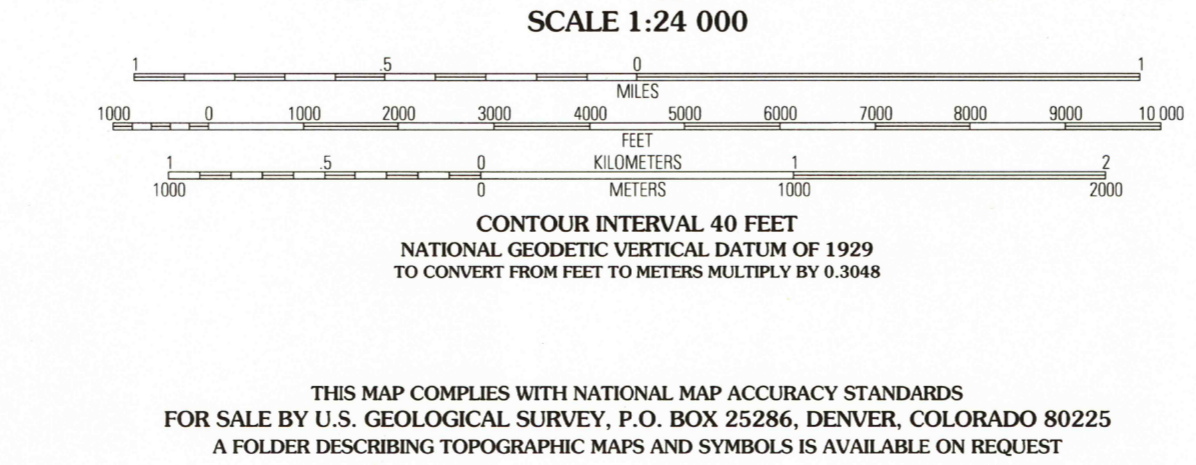 SCALE 1:24 000
1 .5 0 1
MILES
1000 0 1000 2000 3000 4000 5000 6000 7000 8000 9000 10 000
FEET
1 .5 0 KILOMETERS 1 2
1000 0 METERS 1000 2000
CONTOUR INTERVAL 40 FEET
NATIONAL GEODETIC VERTICAL DATUM OF 1929
TO CONVERT FROM FEET TO METERS MULTIPLY BY 0.3048
THIS MAP COMPLIES WITH NATIONAL MAP ACCURACY STANDARDS
FOR SALE BY U.S. GEOLOGICAL SURVEY, P.O. BOX 25286, DENVER, COLORADO 80225
A FOLDER DESCRIBING TOPOGRAPHIC MAPS AND SYMBOLS IS AVAILABLE ON REQUEST